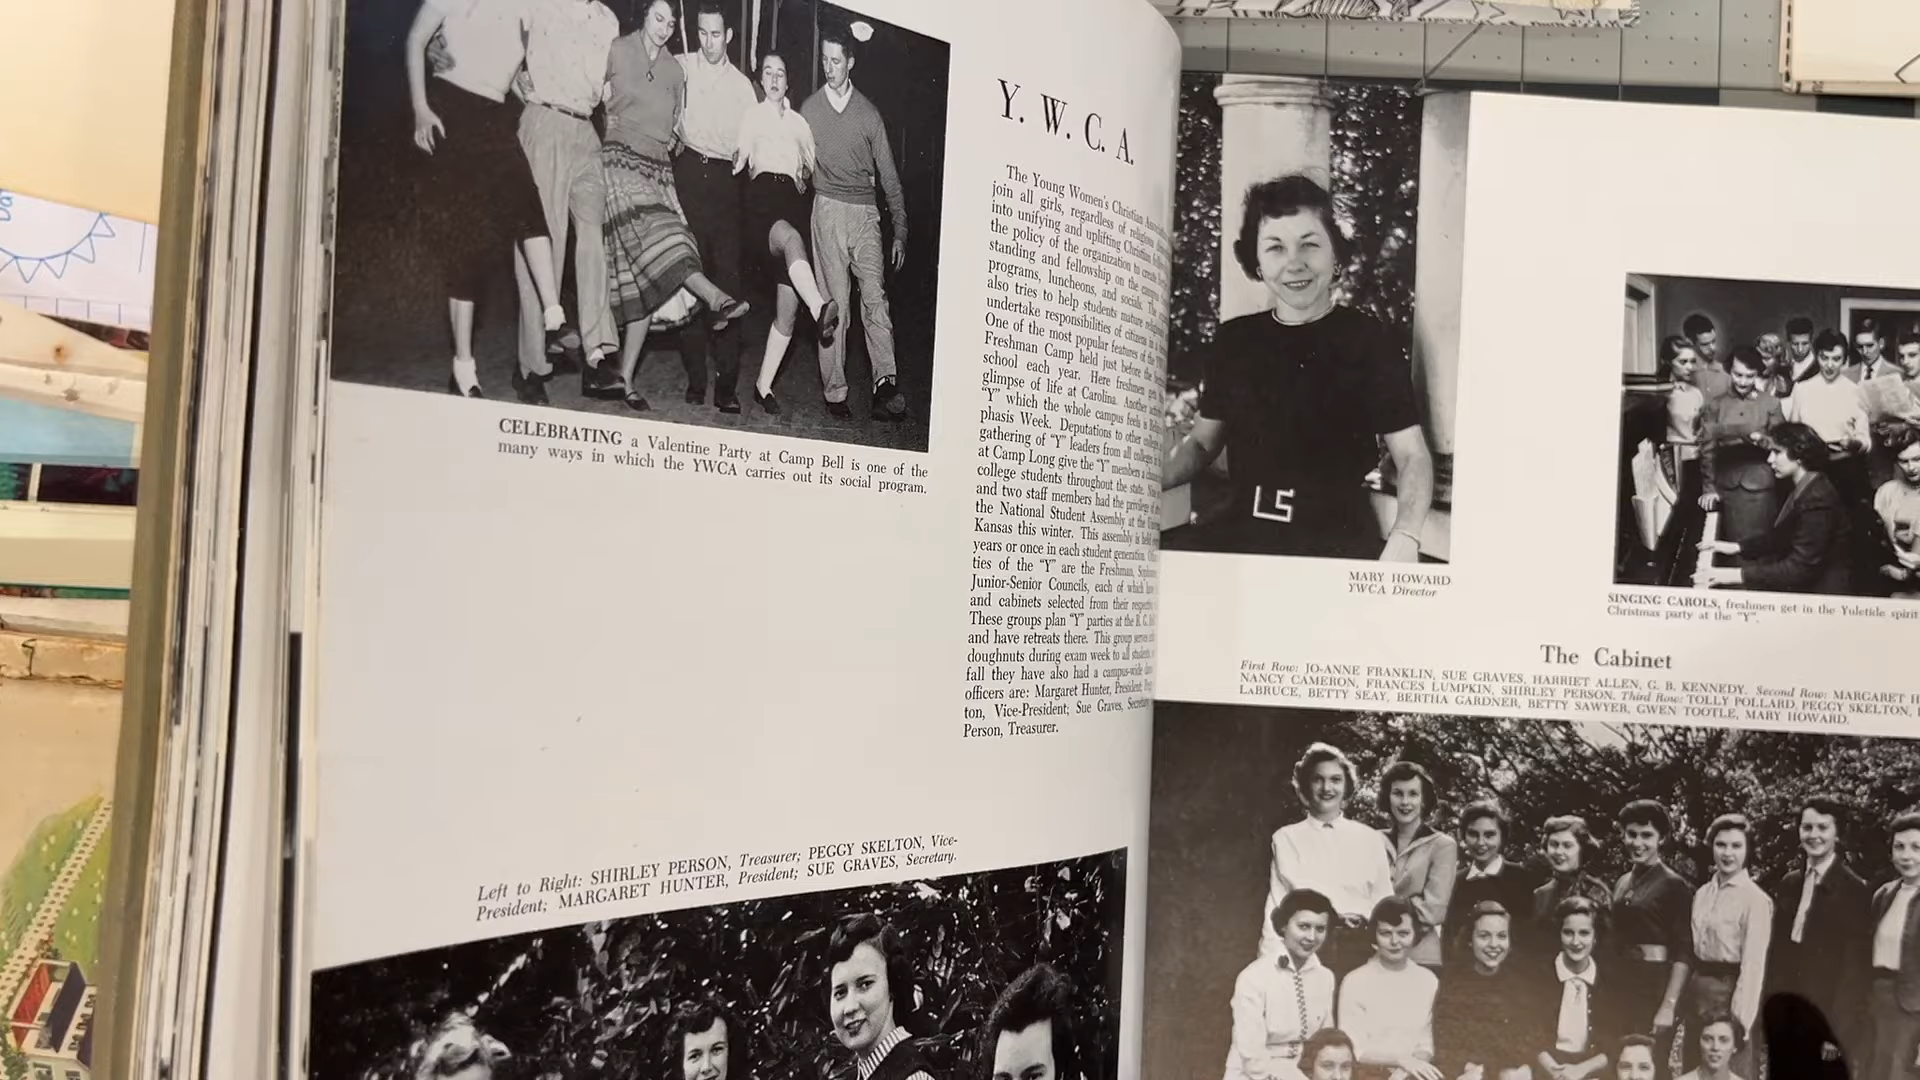 CELEBRATING a Valentine Party at Camp Bell is one of the
many ways in which the YWCA carries out its social program.
Y. W. C. A.
The Young Women's Christian
join all girls, regardless of religious
into unifying and uplifting Christian
the policy of the organization to create
standing and fellowship on the campus
programs, luncheons, and socials. The
also tries to help students mature
undertake responsibilities of citizens in a
One of the most popular features of the
Freshman Camp held just before the
school each year. Here freshmen get
glimpse of life at Carolina. Another
"Y" which the whole campus feels is
phasis Week. Deputations to other
gathering of "Y" leaders from all colleges
at Camp Long give the "Y" members a
college students throughout the state.
and two staff members had the privilege of
the National Student Assembly at the
Kansas this winter. This assembly is held
years or once in each student generation.
ties of the "Y" are the Freshman,
Junior-Senior Councils, each of which
and cabinets selected from their
These groups plan "Y" parties at the B. G.
and have retreats there. This group serves
doughnuts during exam week to all
fall they have also had a campus-wide
officers are: Margaret Hunter, President;
ton, Vice-President; Sue Graves,
Person, Treasurer.
Left to Right: SHIRLEY PERSON, Treasurer; PEGGY SKELTON, Vice-
President; MARGARET HUNTER, President; SUE GRAVES, Secretary.
LS
MARY HOWARD
YWCA Director
SINGING CAROLS, freshmen get in the Yuletide spirit
Christmas party at the "Y".
The Cabinet
First Row: JO-ANNE FRANKLIN, SUE GRAVES, HARRIET ALLEN, G. B. KENNEDY. Second Row: MARGARET H
NANCY CAMERON, FRANCES LUMPKIN, SHIRLEY PERSON. Third Row: TOLLY POLLARD, PEGGY SKELTON,
LABRUCE, BETTY SEAY, BERTHA GARDNER, BETTY SAWYER, GWEN TOOTLE, MARY HOWARD.